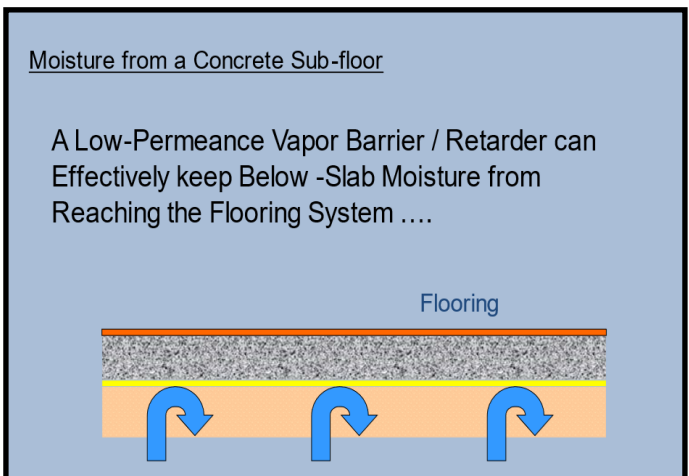 Moisture from a Concrete Sub-floor
A Low-Permeance Vapor Barrier / Retarder can
Effectively keep Below -Slab Moisture from
Reaching the Flooring System ....
Flooring